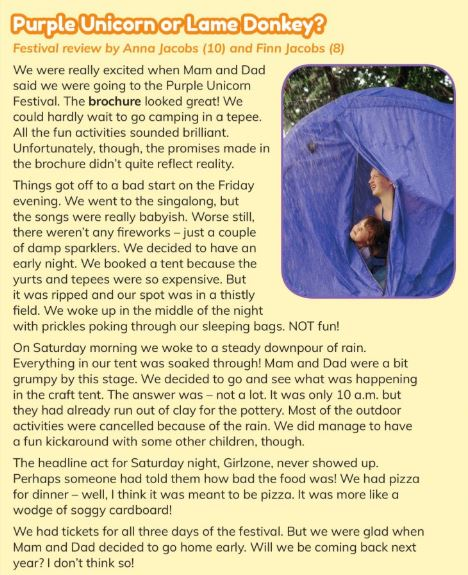 Purple Unicorn or Lame Donkey?
Festival review by Anna Jacobs (10) and Finn Jacobs (8)
We were really excited when Mam and Dad
said we were going to the Purple Unicorn
Festival. The brochure looked great! We
could hardly wait to go camping in a tepee.
All the fun activities sounded brilliant.
Unfortunately, though, the promises made in
the brochure didn’t quite reflect reality.
Things got off to a bad start on the Friday
evening. We went to the singalong, but
the songs were really babyish. Worse still,
there weren’t any fireworks – just a couple
of damp sparklers. We decided to have an
early night. We booked a tent because the
yurts and tepees were so expensive. But
it was ripped and our spot was in a thistly
field. We woke up in the middle of the night
with prickles poking through our sleeping bags. NOT fun!
On Saturday morning we woke to a steady downpour of rain.
Everything in our tent was soaked through! Mam and Dad were a bit
grumpy by this stage. We decided to go and see what was happening
in the craft tent. The answer was – not a lot. It was only 10 a.m. but
they had already run out of clay for the pottery. Most of the outdoor
activities were cancelled because of the rain. We did manage to have
a fun kickaround with some other children, though.
The headline act for Saturday night, Girlzone, never showed up.
Perhaps someone had told them how bad the food was! We had pizza
for dinner – well, I think it was meant to be pizza. It was more like a
wodge of soggy cardboard!
We had tickets for all three days of the festival. But we were glad when
Mam and Dad decided to go home early. Will we be coming back next
year? I don’t think so!